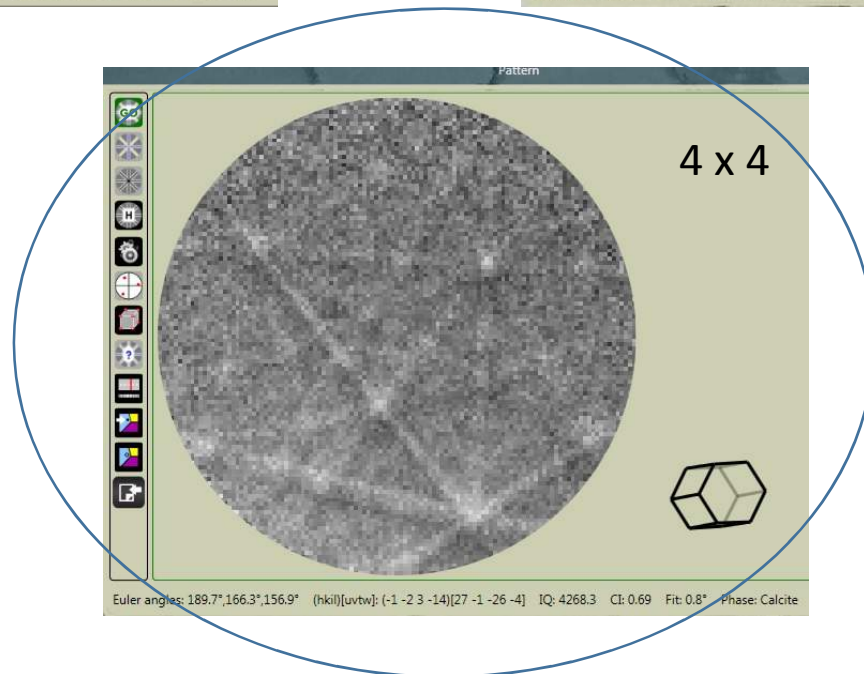 Pattern
GO
4 x 4
H
?
Euler angles: 189.7°,166.3°,156.9° (hkil)[uvtw]: (-1 -2 3 -14)[27 -1 -26 -4] IQ: 4268.3 CI: 0.69 Fit: 0.8° Phase: Calcite